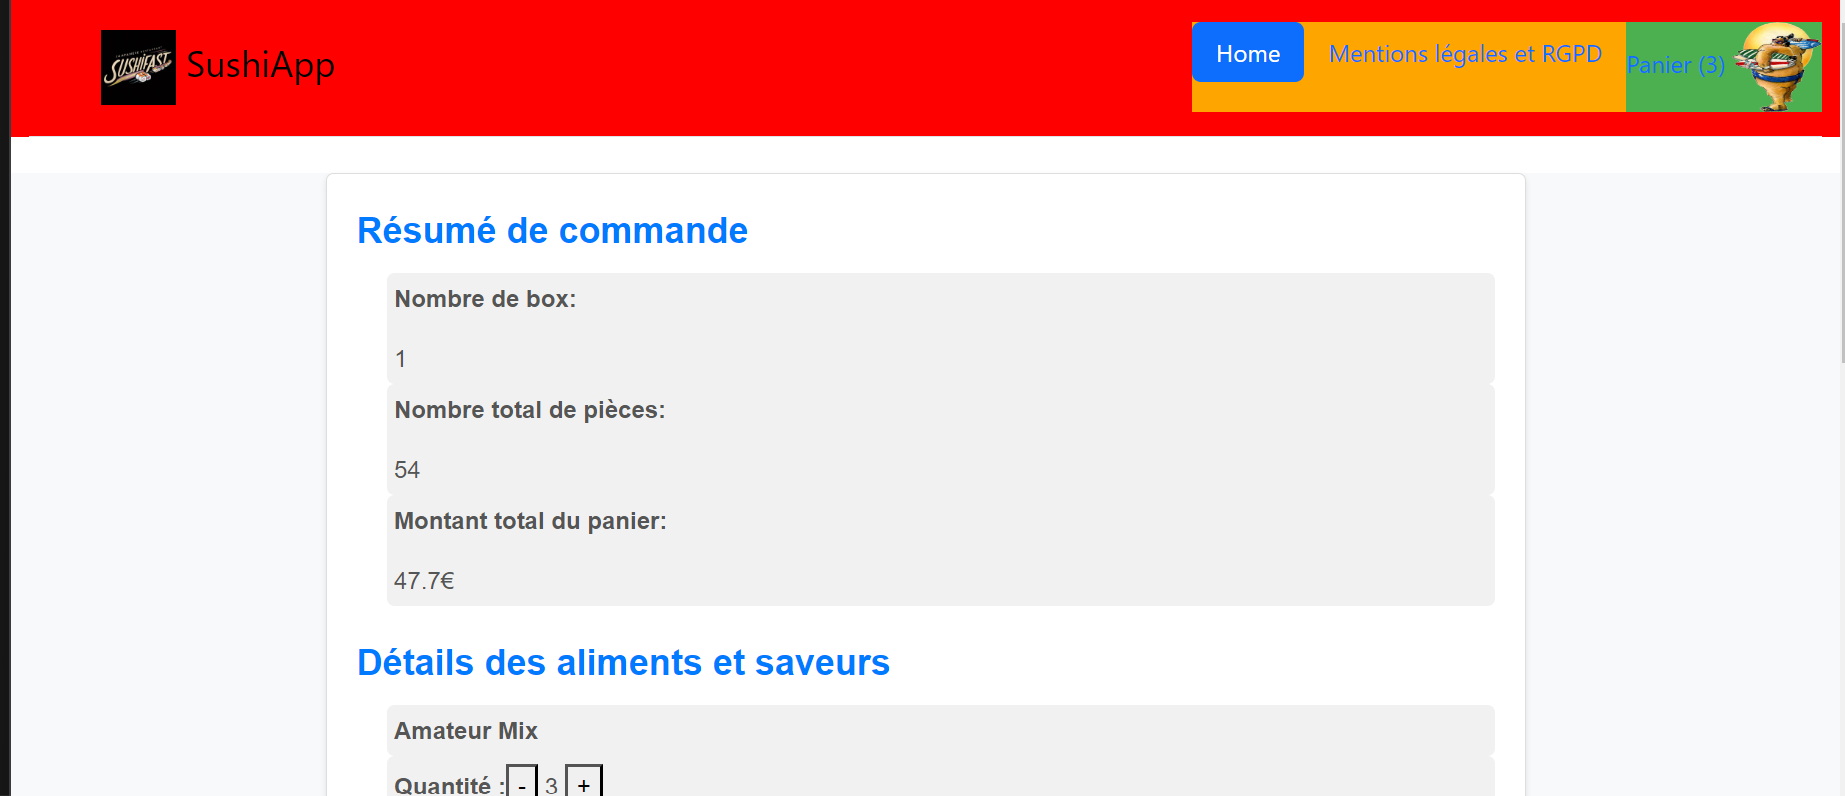 SUSHIFAST
SushiApp
Home
Mentions légales et RGPD
Panier (3)
Résumé de commande
Nombre de box:
1
Nombre total de pièces:
54
Montant total du panier:
47.7€
Détails des aliments et saveurs
Amateur Mix
Quantité : - 3 +